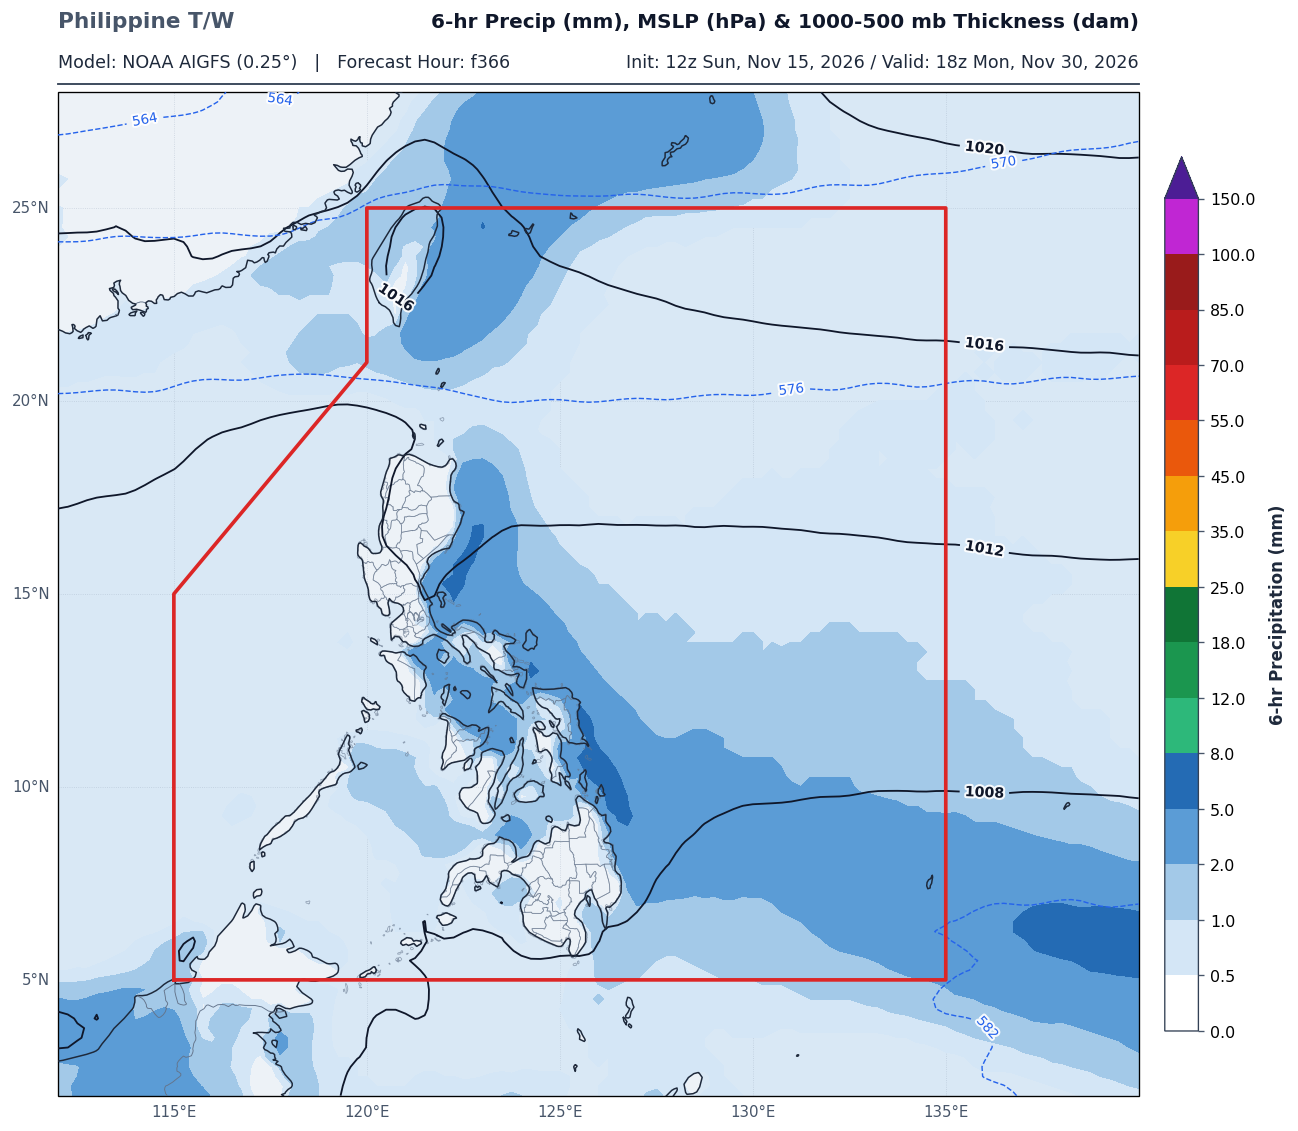 Philippine T/W
6-hr Precip (mm), MSLP (hPa) & 1000-500 mb Thickness (dam)
Model: NOAA AIGFS (0.25°) | Forecast Hour: f366
Init: 12z Sun, Nov 15, 2026 / Valid: 18z Mon, Nov 30, 2026
564
564
1020
570
25°N
1016
1016
20°N
576
1012
15°N
10°N
1008
5°N
582
115°E
120°E
125°E
130°E
135°E
150.0
100.0
85.0
70.0
55.0
45.0
35.0
25.0
18.0
12.0
8.0
5.0
2.0
1.0
0.5
0.0
6-hr Precipitation (mm)